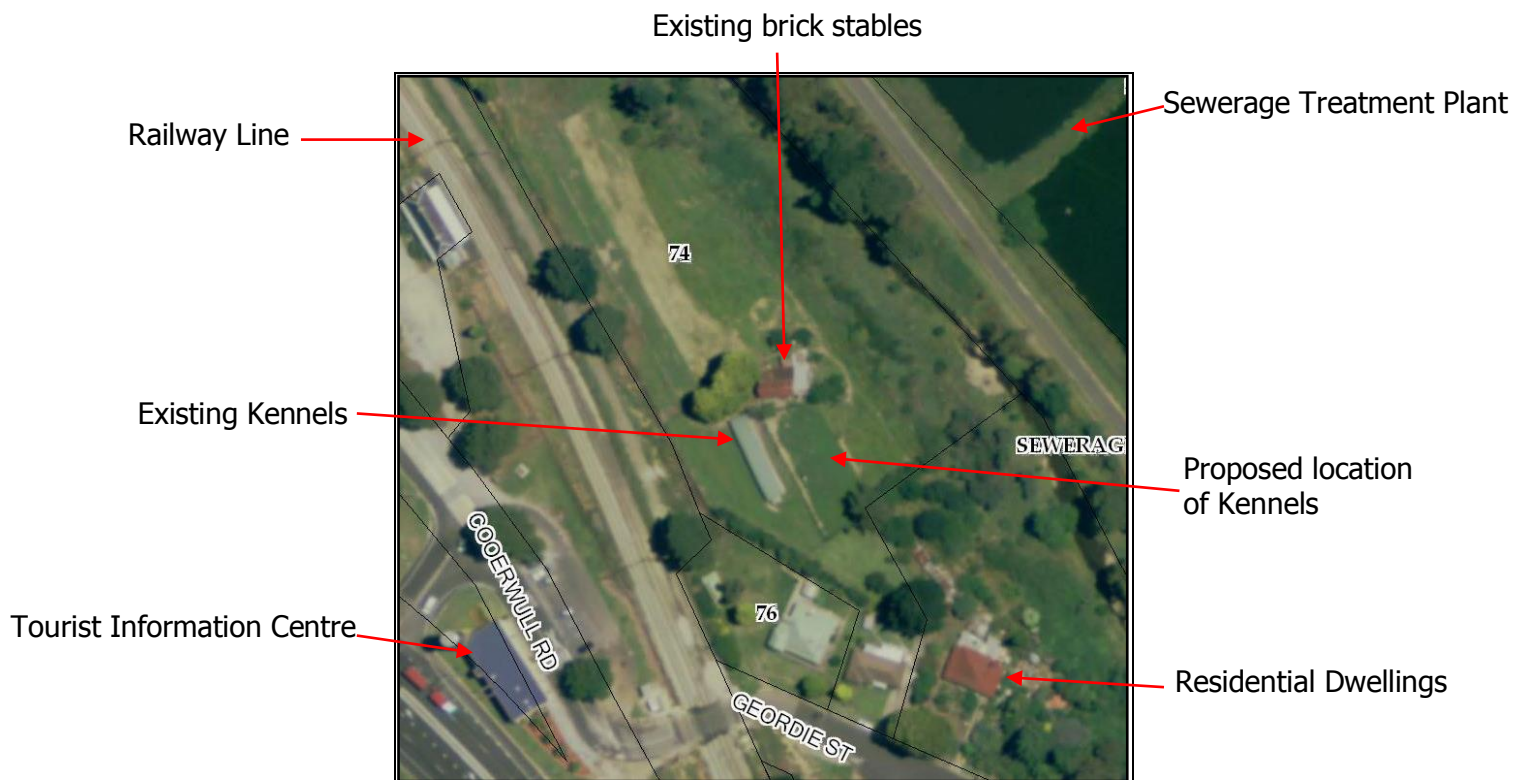 Existing brick stables
Sewerage Treatment Plant
Railway Line
74
Existing Kennels
SEWERAG
Proposed location
of Kennels
COOERWULL RD
76
Tourist Information Centre
Residential Dwellings
GEORDIE ST